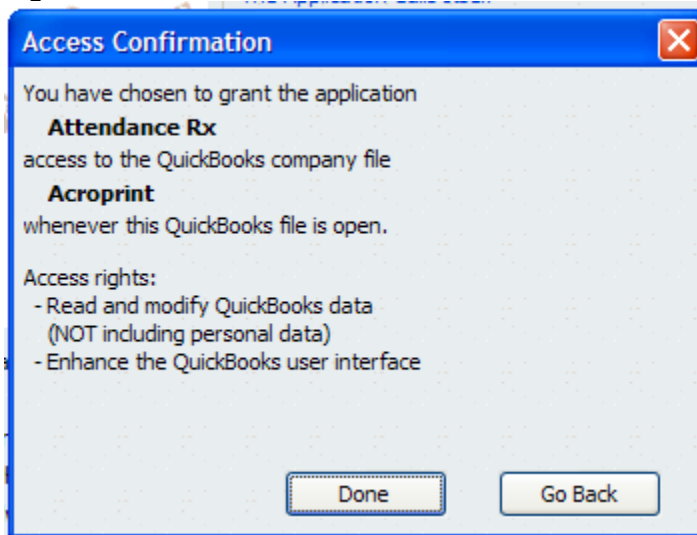 Access Confirmation
You have chosen to grant the application
Attendance Rx
access to the QuickBooks company file
Acroprint
whenever this QuickBooks file is open.
Access rights:
- Read and modify QuickBooks data
(NOT including personal data)
- Enhance the QuickBooks user interface
Done Go Back